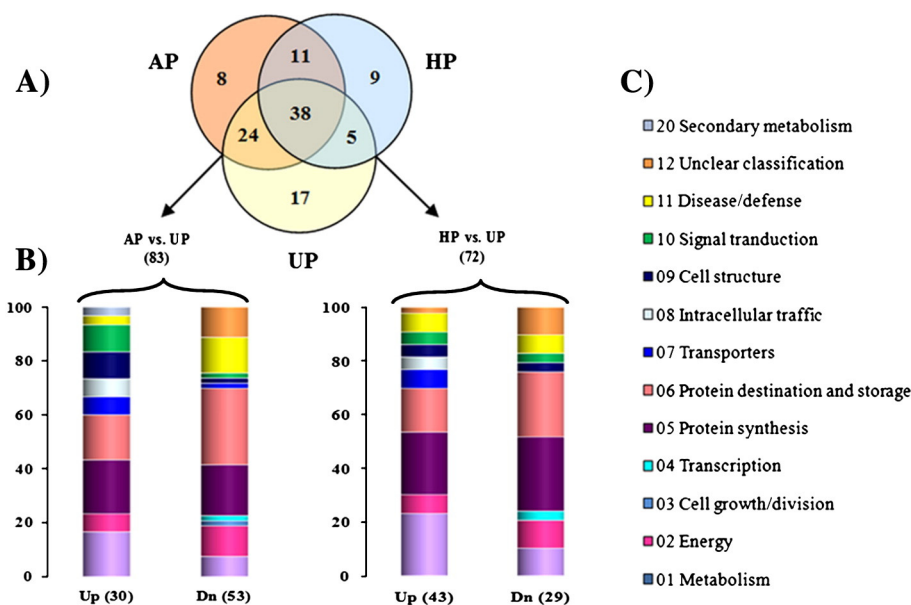 A)
AP
HP
8
11
9
38
24
5
17
UP
AP vs. UP
(83)
HP vs. UP
(72)
B)
100
80
60
40
20
0
Up (30)
Dn (53)
100
80
60
40
20
0
Up (43)
Dn (29)
C)
20 Secondary metabolism
12 Unclear classification
11 Disease/defense
10 Signal tranduction
09 Cell structure
08 Intracellular traffic
07 Transporters
06 Protein destination and storage
05 Protein synthesis
04 Transcription
03 Cell growth/division
02 Energy
01 Metabolism